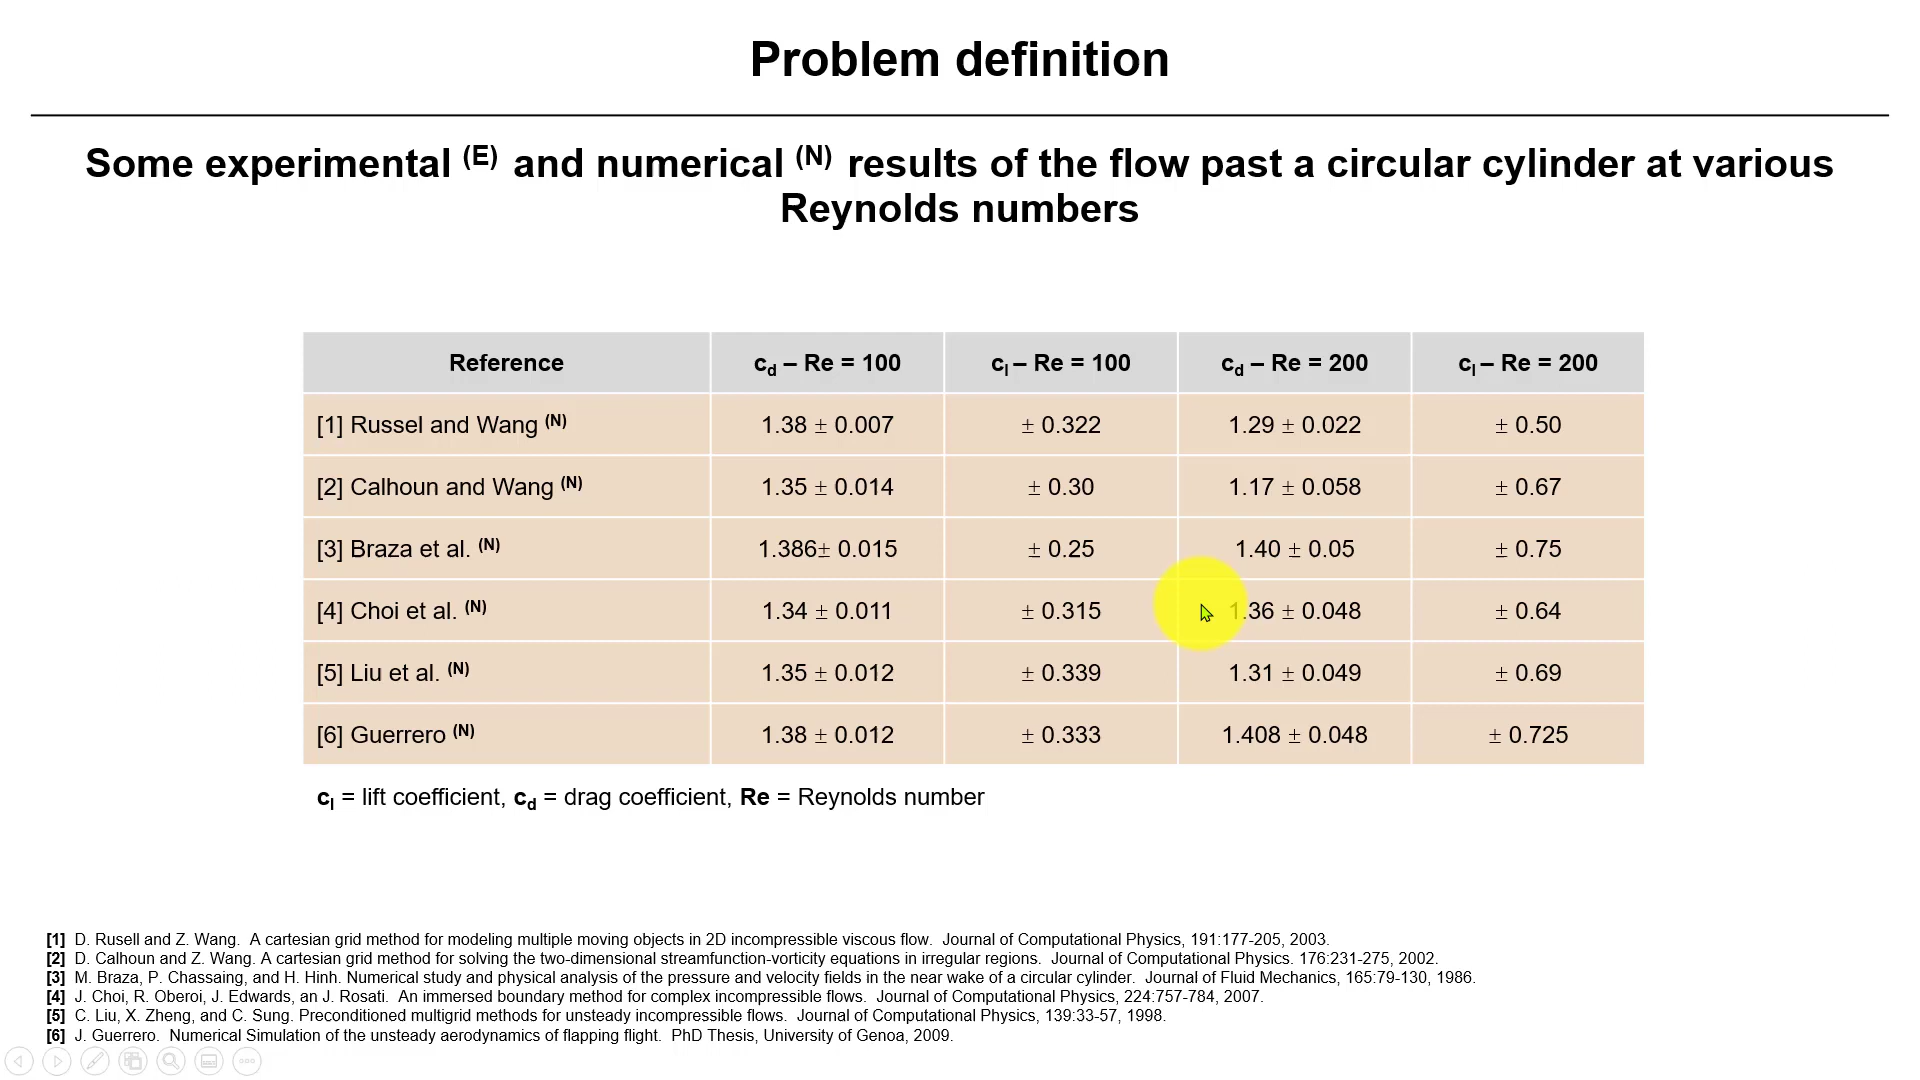 Problem definition
Some experimental (E) and numerical (N) results of the flow past a circular cylinder at various
Reynolds numbers
Reference cd – Re = 100 cl – Re = 100 cd – Re = 200 cl – Re = 200
[1] Russel and Wang (N) 1.38 ± 0.007 ± 0.322 1.29 ± 0.022 ± 0.50
[2] Calhoun and Wang (N) 1.35 ± 0.014 ± 0.30 1.17 ± 0.058 ± 0.67
[3] Braza et al. (N) 1.386± 0.015 ± 0.25 1.40 ± 0.05 ± 0.75
[4] Choi et al. (N) 1.34 ± 0.011 ± 0.315 1.36 ± 0.048 ± 0.64
[5] Liu et al. (N) 1.35 ± 0.012 ± 0.339 1.31 ± 0.049 ± 0.69
[6] Guerrero (N) 1.38 ± 0.012 ± 0.333 1.408 ± 0.048 ± 0.725
cl = lift coefficient, cd = drag coefficient, Re = Reynolds number
[1] D. Rusell and Z. Wang. A cartesian grid method for modeling multiple moving objects in 2D incompressible viscous flow. Journal of Computational Physics, 191:177-205, 2003.
[2] D. Calhoun and Z. Wang. A cartesian grid method for solving the two-dimensional streamfunction-vorticity equations in irregular regions. Journal of Computational Physics. 176:231-275, 2002.
[3] M. Braza, P. Chassaing, and H. Hinh. Numerical study and physical analysis of the pressure and velocity fields in the near wake of a circular cylinder. Journal of Fluid Mechanics, 165:79-130, 1986.
[4] J. Choi, R. Oberoi, J. Edwards, an J. Rosati. An immersed boundary method for complex incompressible flows. Journal of Computational Physics, 224:757-784, 2007.
[5] C. Liu, X. Zheng, and C. Sung. Preconditioned multigrid methods for unsteady incompressible flows. Journal of Computational Physics, 139:33-57, 1998.
[6] J. Guerrero. Numerical Simulation of the unsteady aerodynamics of flapping flight. PhD Thesis, University of Genoa, 2009.